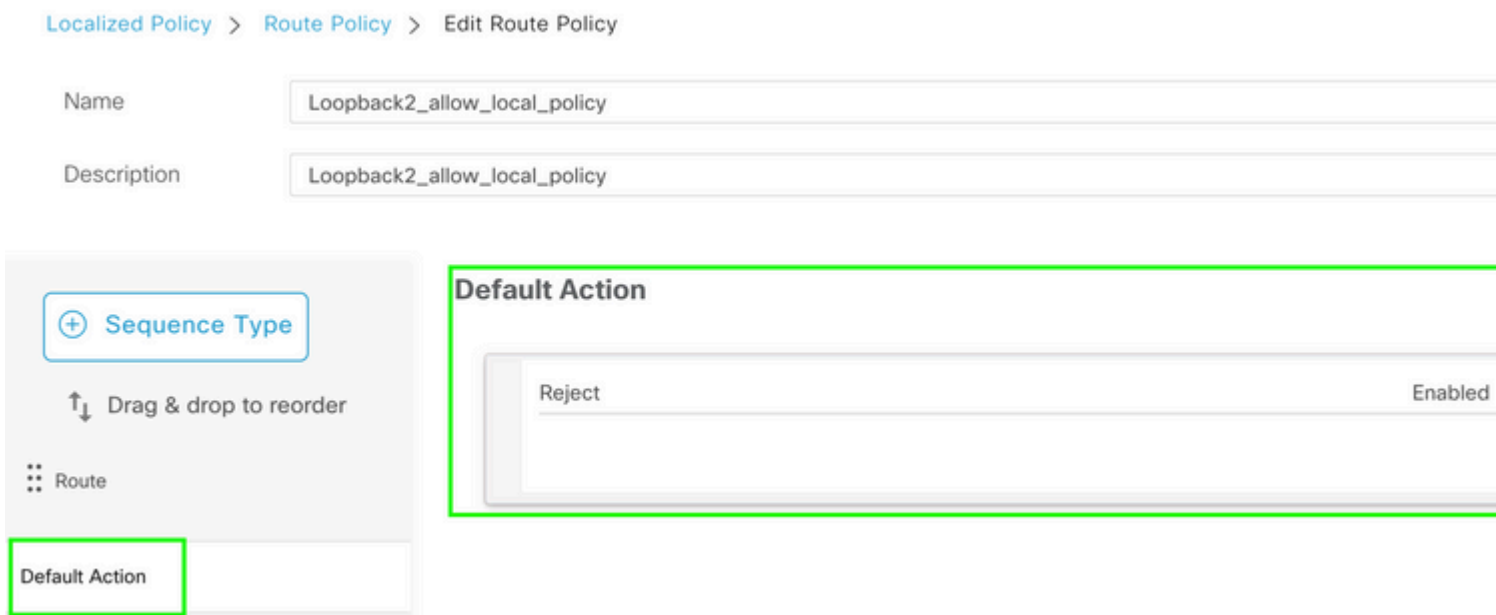 Localized Policy > Route Policy > Edit Route Policy
Name Loopback2_allow_local_policy
Description Loopback2_allow_local_policy
Sequence Type
Drag & drop to reorder
Route
Default Action
Default Action
Reject Enabled